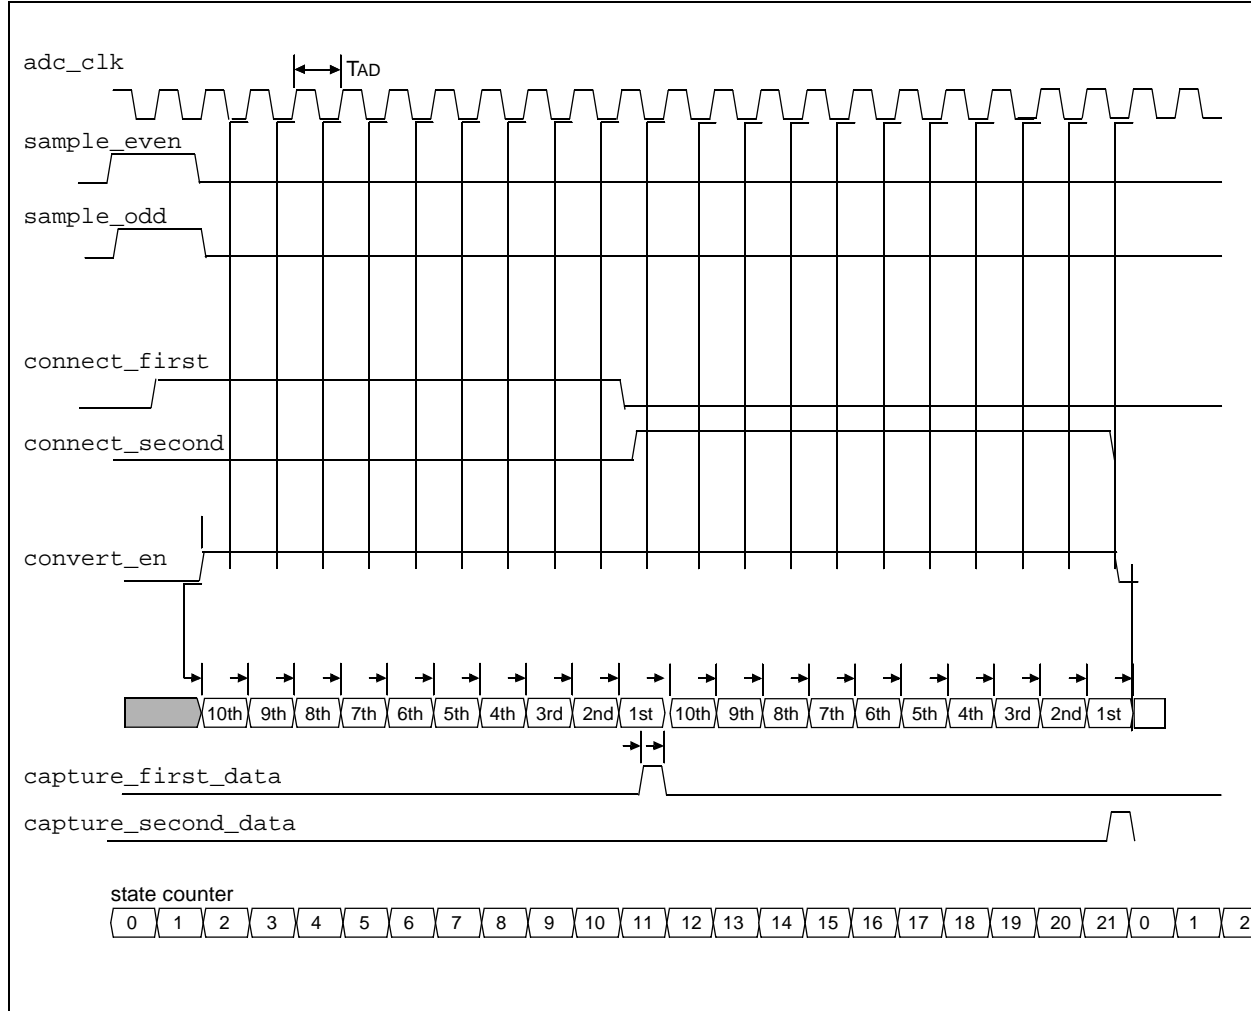 adc_clk
TAD
sample_even
sample_odd
connect_first
connect_second
convert_en
10th 9th 8th 7th 6th 5th 4th 3rd 2nd 1st 10th 9th 8th 7th 6th 5th 4th 3rd 2nd 1st
capture_first_data
capture_second_data
state counter
0 1 2 3 4 5 6 7 8 9 10 11 12 13 14 15 16 17 18 19 20 21 0 1 2